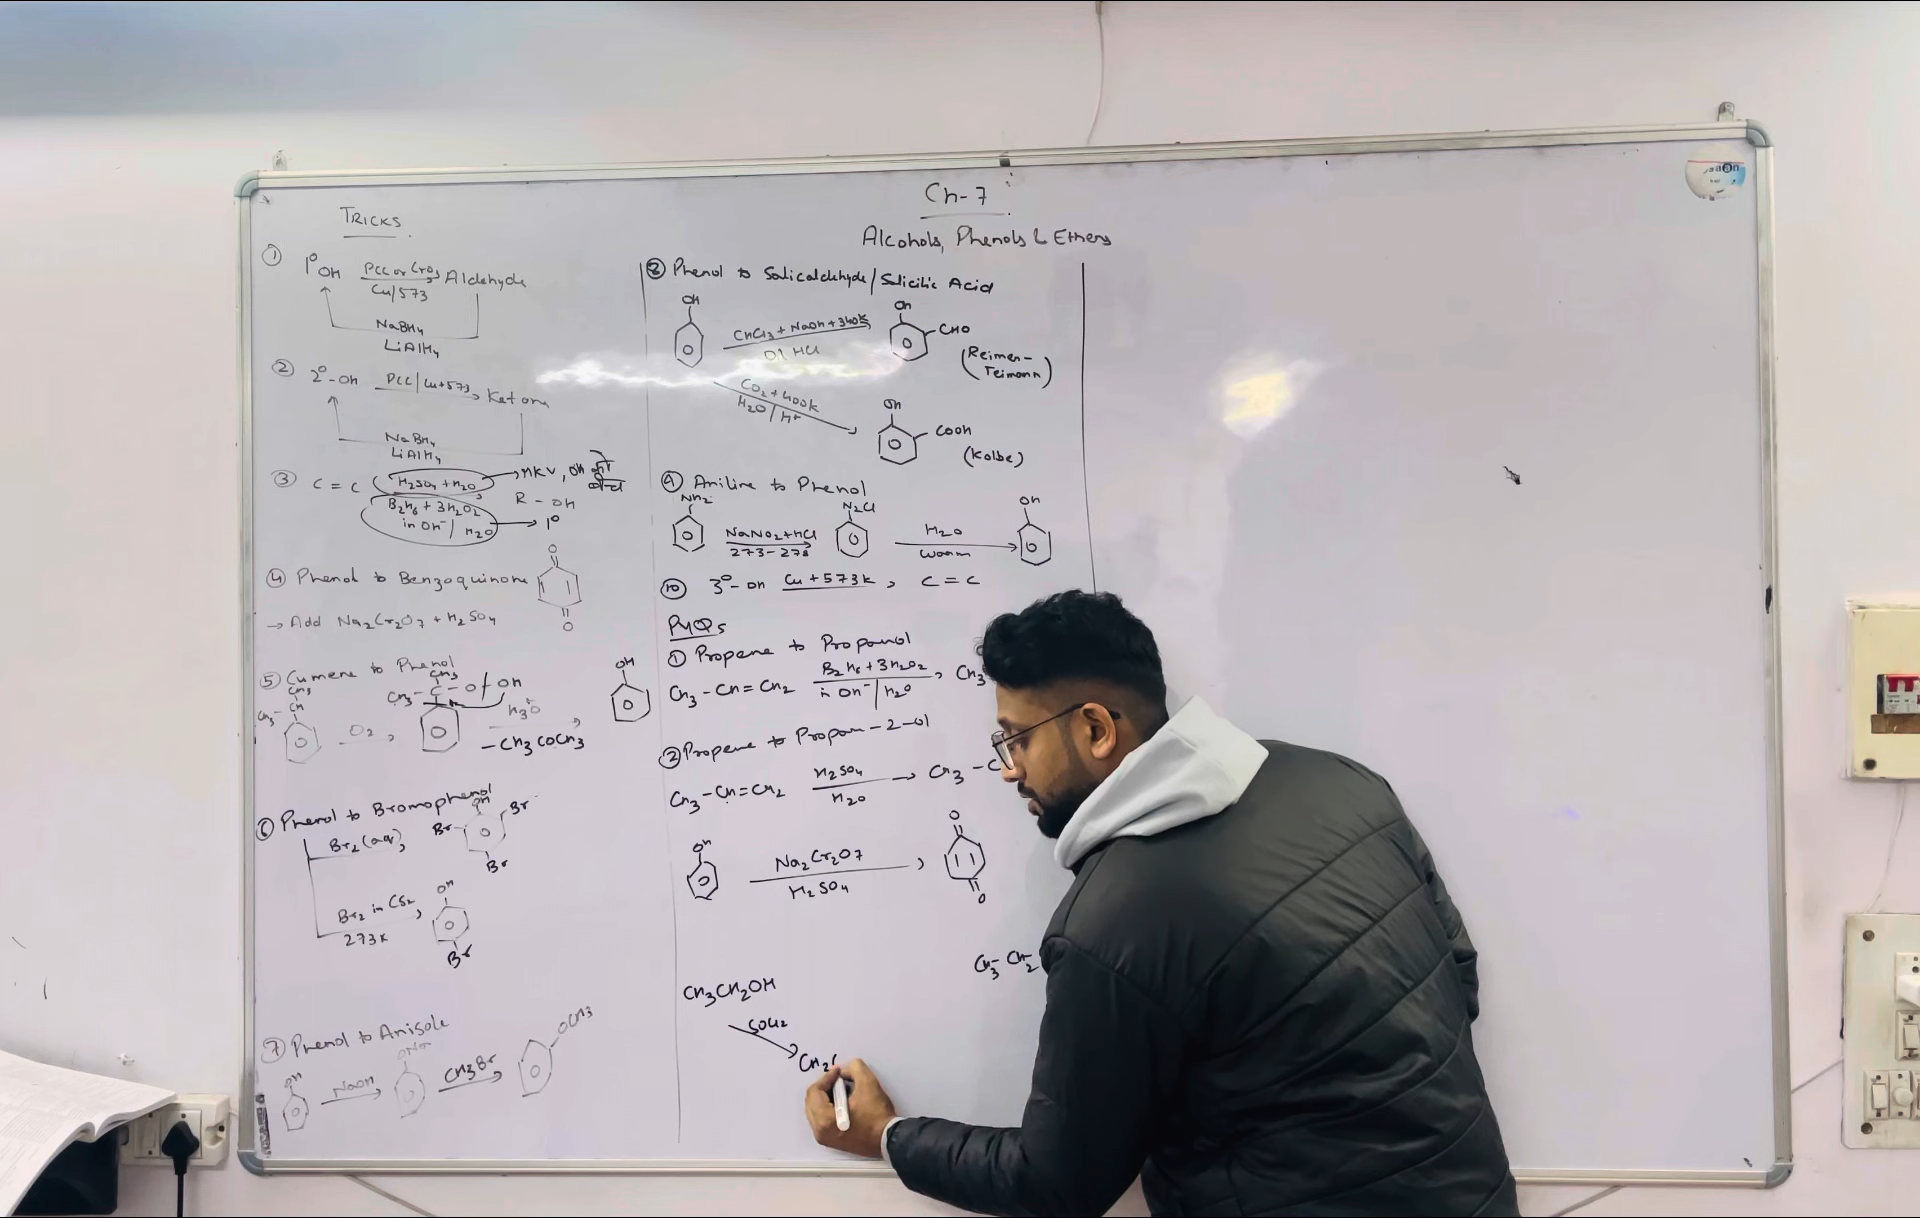 Ch-7
Alcohols, Phenols & Ethers
TRICKS
① 1° OH PCC or CrO3 Aldehyde
Cu/573
NaBH4
LiAlH4
② 2°-OH PCC/Cu+573 Ketone
NaBH4
LiAlH4
③ C = C H2SO4 + H2O → MKV, OH
R - OH
B2H6 + 3H2O2
in OH⁻/H2O → 1°
④ Phenol to Benzoquinone
O
O
→ Add Na2Cr2O7 + H2SO4
⑤ Cumene to Phenol
CH3
CH3 - CH
O2
CH3
CH3 - C - O - OH
H3O
- CH3COCH3
OH
⑥ Phenol to Bromophenol
Br2 (aq)
OH
Br
Br
Br
Br2 in CS2
273K
OH
Br
⑦ Phenol to Anisole
OH
NaOH
ONa
CH3Br
OCH3
⑧ Phenol to Salicaldehyde/Salicilic Acid
OH
CHCl3 + NaOH + 340K
Dil HCl
OH
CHO
(Reimen-
Teimann)
CO2 + 400K
H2O/H+
OH
COOH
(Kolbe)
⑨ Aniline to Phenol
NH2
NaNO2 + HCl
273-278
N2Cl
H2O
Warm
OH
⑩ 3°-OH Cu + 573K, C = C
PYQs
① Propene to Propanol
CH3 - CH = CH2 B2H6 + 3H2O2 CH3
in OH⁻/H2O
② Propene to Propan-2-ol
CH3 - CH = CH2 H2SO4 → CH3 - C
H2O
OH
Na2Cr2O7
H2SO4
O
O
CH3 CH2
CH3CH2OH
SOCl2
CH2